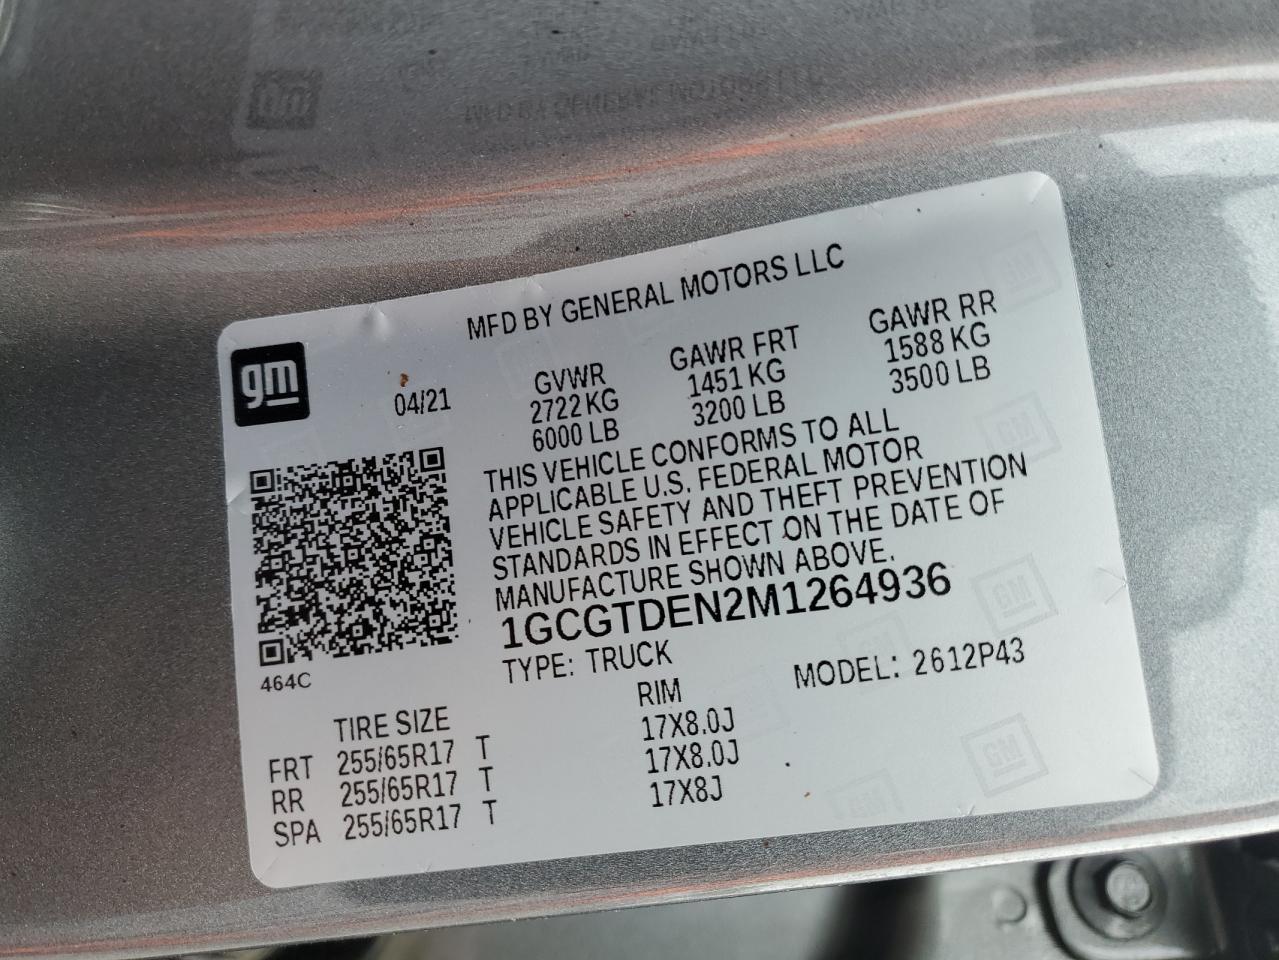 MFD BY GENERAL MOTORS LLC
gm
04/21
GVWR GAWR FRT GAWR RR
2722 KG 1451 KG 1588 KG
6000 LB 3200 LB 3500 LB
THIS VEHICLE CONFORMS TO ALL
APPLICABLE U.S. FEDERAL MOTOR
VEHICLE SAFETY AND THEFT PREVENTION
STANDARDS IN EFFECT ON THE DATE OF
MANUFACTURE SHOWN ABOVE.
1GCGTDEN2M1264936
464C
TYPE: TRUCK MODEL: 2612P43
TIRE SIZE RIM
FRT 255/65R17 T 17X8.0J
RR 255/65R17 T 17X8.0J
SPA 255/65R17 T 17X8J